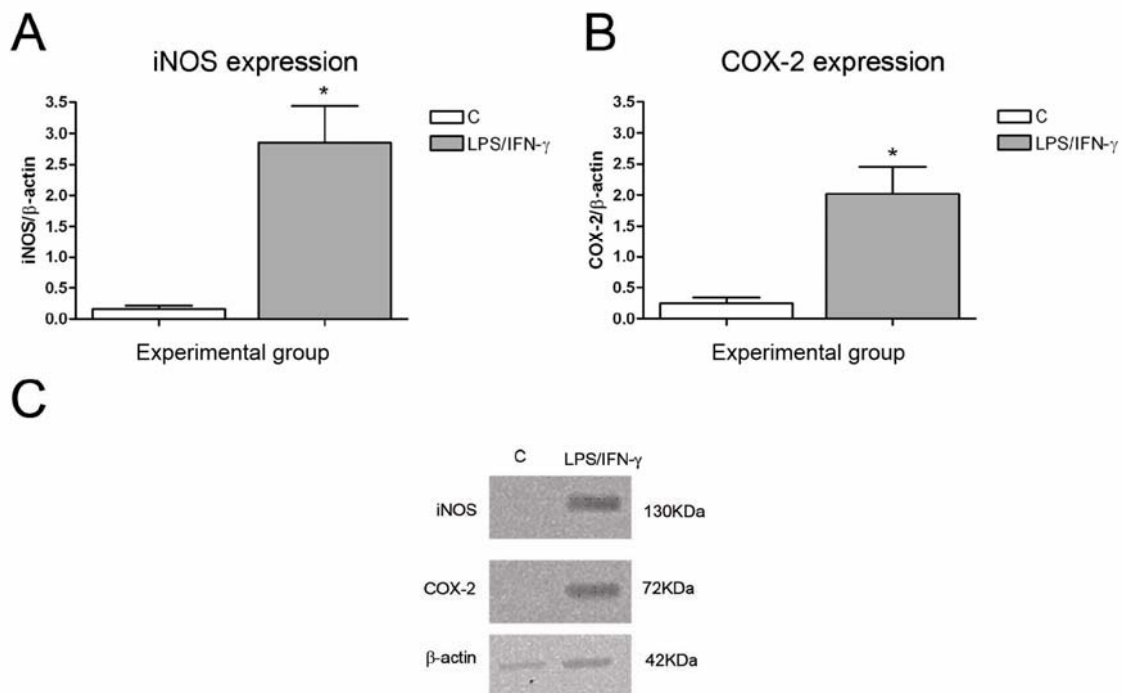 A
iNOS expression
iNOS/β-actin
3.5
3.0
2.5
2.0
1.5
1.0
0.5
0.0
*
C
LPS/IFN-γ
Experimental group
B
COX-2 expression
COX-2/β-actin
3.5
3.0
2.5
2.0
1.5
1.0
0.5
0.0
*
C
LPS/IFN-γ
Experimental group
C
C LPS/IFN-γ
iNOS 130KDa
COX-2 72KDa
β-actin 42KDa